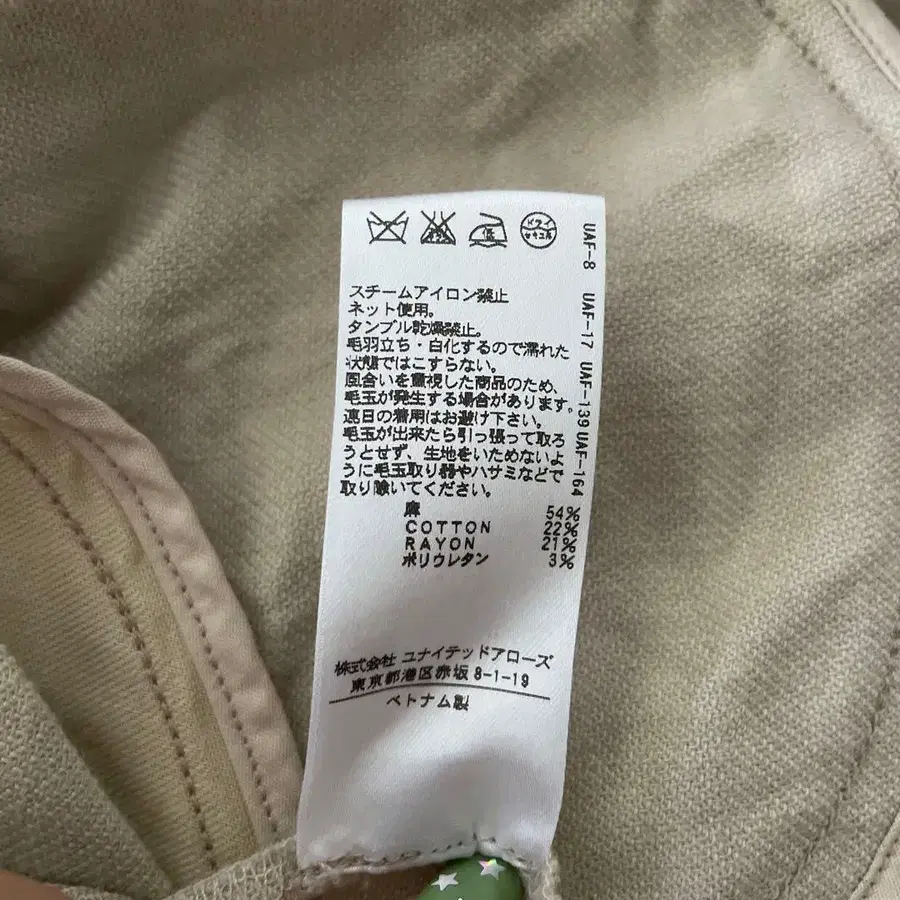 低
ドライ
セキユ系
UAF-8 UAF-17 UAF-139 UAF-164
スチームアイロン禁止
ネット使用。
タンブル乾燥禁止。
毛羽立ち・白化するので濡れた
状態ではこすらない。
風合いを重視した商品のため、
毛玉が発生する場合があります。
連日の着用はお避け下さい。
毛玉が出来たら引っ張って取ろ
うとせず、生地をいためないよ
うに毛玉取り器やハサミなどで
取り除いてください。
麻 54%
COTTON 22%
RAYON 21%
ポリウレタン 3%
株式会社 ユナイテッドアローズ
東京都港区赤坂 8-1-19
ベトナム製